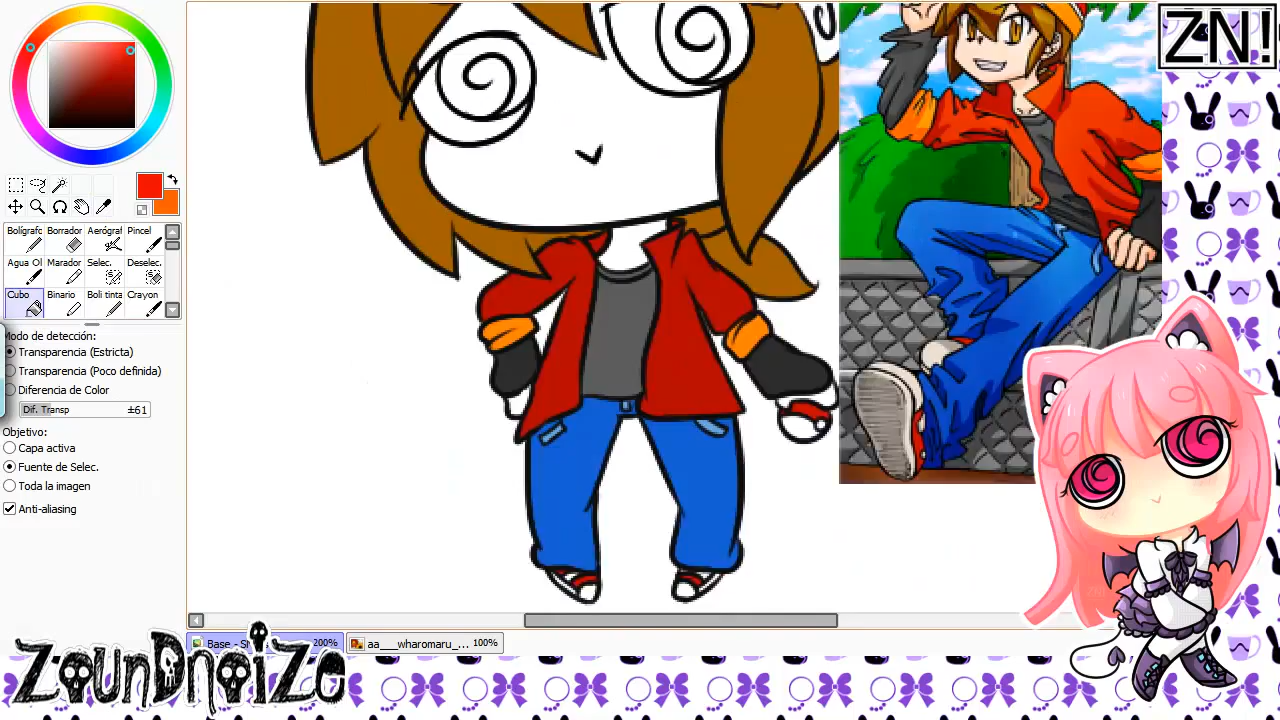 ZN!
Bolígrafo Borrador Aerógraf Pincel
Agua Ol Marador Selec. Deselec.
Cubo Binario Boli tinta Crayon
Modo de detección:
Transparencia (Estricta)
Transparencia (Poco definida)
Diferencia de Color
Dif. Transp ±61
Objetivo:
Capa activa
Fuente de Selec.
Toda la imagen
Anti-aliasing
Base - S 200%
aa___wharomaru_... 100%
ZounDnoiZe